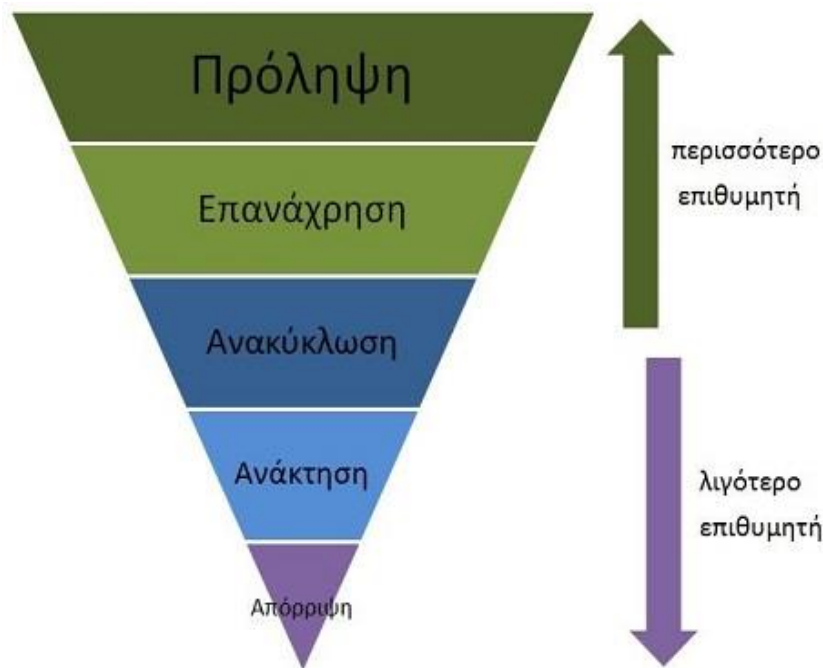 Πρόληψη
Επανάχρηση
Ανακύκλωση
Ανάκτηση
Απόρριψη
περισσότερο
επιθυμητή
λιγότερο
επιθυμητή